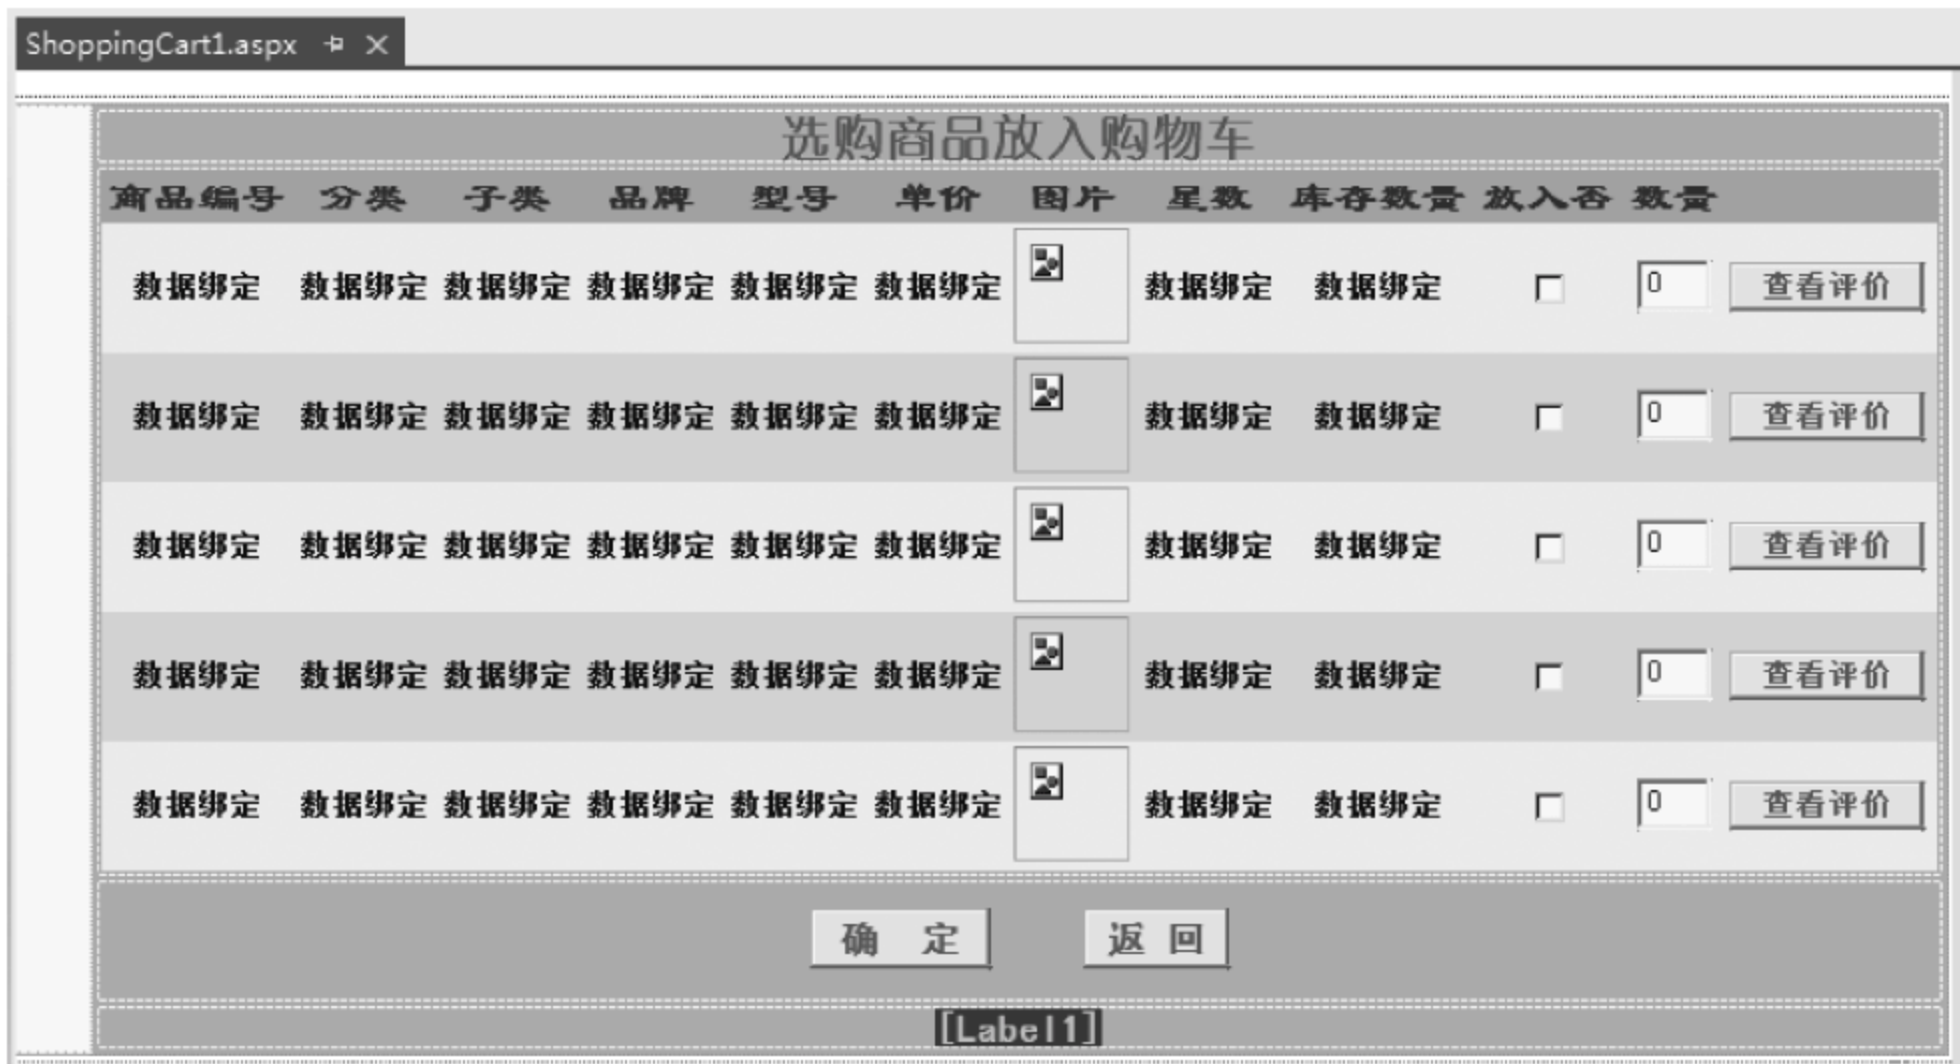 ShoppingCart1.aspx
选购商品放入购物车
商品编号 分类 子类 品牌 型号 单价 图片 星数 库存数量 放入否 数量
数据绑定 数据绑定 数据绑定 数据绑定 数据绑定 数据绑定 数据绑定 数据绑定 0 查看评价
数据绑定 数据绑定 数据绑定 数据绑定 数据绑定 数据绑定 数据绑定 数据绑定 0 查看评价
数据绑定 数据绑定 数据绑定 数据绑定 数据绑定 数据绑定 数据绑定 数据绑定 0 查看评价
数据绑定 数据绑定 数据绑定 数据绑定 数据绑定 数据绑定 数据绑定 数据绑定 0 查看评价
数据绑定 数据绑定 数据绑定 数据绑定 数据绑定 数据绑定 数据绑定 数据绑定 0 查看评价
确 定 返 回
[Label1]